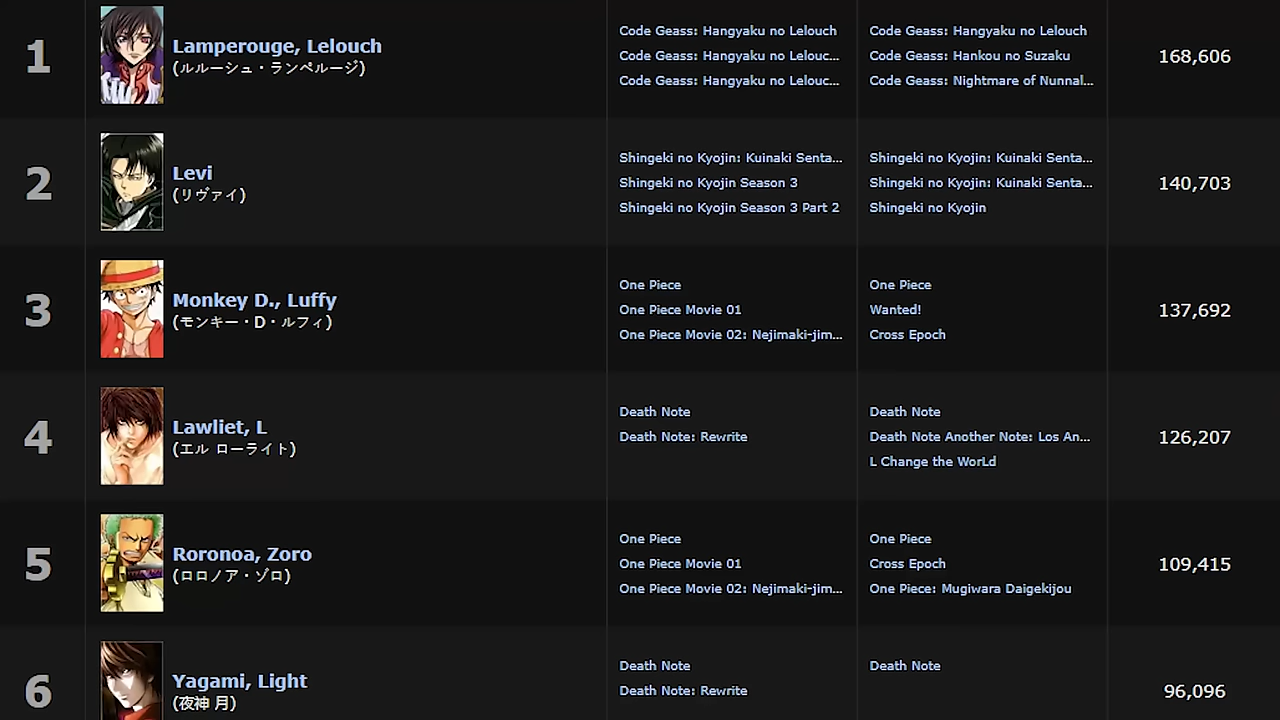 1
Lamperouge, Lelouch
(ルルーシュ・ランペルージ)
Code Geass: Hangyaku no Lelouch
Code Geass: Hangyaku no Lelouc...
Code Geass: Hangyaku no Lelouc...
Code Geass: Hangyaku no Lelouch
Code Geass: Hankou no Suzaku
Code Geass: Nightmare of Nunnal...
168,606
2
Levi
(リヴァイ)
Shingeki no Kyojin: Kuinaki Senta...
Shingeki no Kyojin Season 3
Shingeki no Kyojin Season 3 Part 2
Shingeki no Kyojin: Kuinaki Senta...
Shingeki no Kyojin: Kuinaki Senta...
Shingeki no Kyojin
140,703
3
Monkey D., Luffy
(モンキー・D・ルフィ)
One Piece
One Piece Movie 01
One Piece Movie 02: Nejimaki-jim...
One Piece
Wanted!
Cross Epoch
137,692
4
Lawliet, L
(エル ローライト)
Death Note
Death Note: Rewrite
Death Note
Death Note Another Note: Los An...
L Change the WorLd
126,207
5
Roronoa, Zoro
(ロロノア・ゾロ)
One Piece
One Piece Movie 01
One Piece Movie 02: Nejimaki-jim...
One Piece
Cross Epoch
One Piece: Mugiwara Daigekijou
109,415
6
Yagami, Light
(夜神 月)
Death Note
Death Note: Rewrite
Death Note
96,096